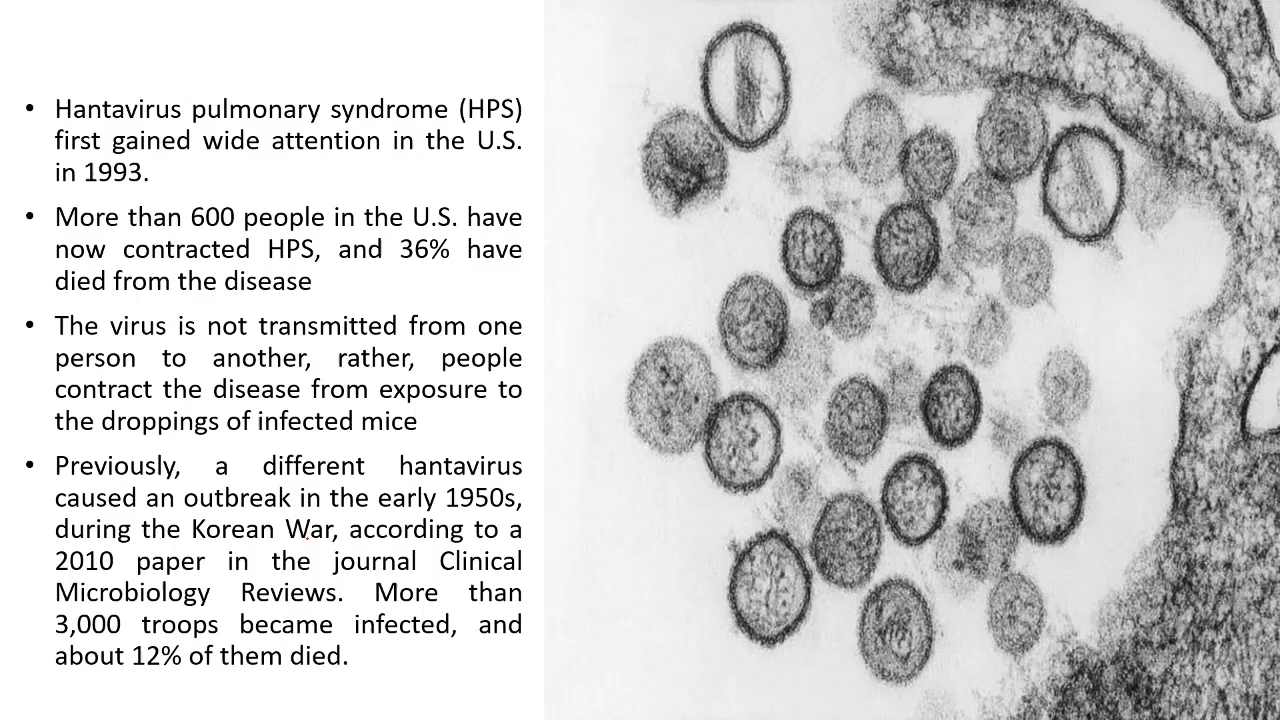 • Hantavirus pulmonary syndrome (HPS)
first gained wide attention in the U.S.
in 1993.
• More than 600 people in the U.S. have
now contracted HPS, and 36% have
died from the disease
• The virus is not transmitted from one
person to another, rather, people
contract the disease from exposure to
the droppings of infected mice
• Previously, a different hantavirus
caused an outbreak in the early 1950s,
during the Korean War, according to a
2010 paper in the journal Clinical
Microbiology Reviews. More than
3,000 troops became infected, and
about 12% of them died.